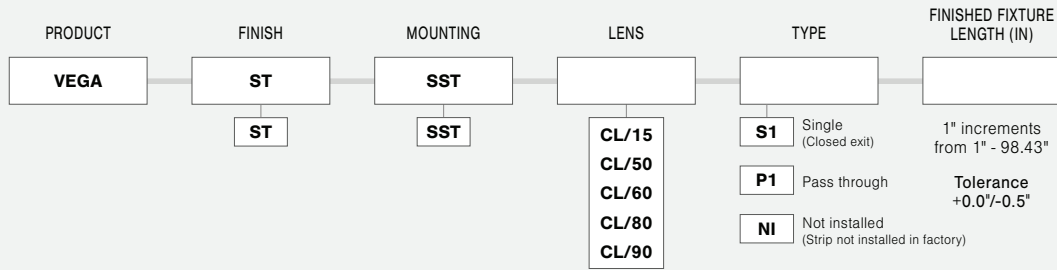 PRODUCT
FINISH
MOUNTING
LENS
TYPE
FINISHED FIXTURE
LENGTH (IN)
VEGA
ST
SST
ST
SST
CL/15
CL/50
CL/60
CL/80
CL/90
S1
Single
(Closed exit)
P1
Pass through
NI
Not installed
(Strip not installed in factory)
1" increments
from 1" - 98.43"
Tolerance
+0.0"/-0.5"